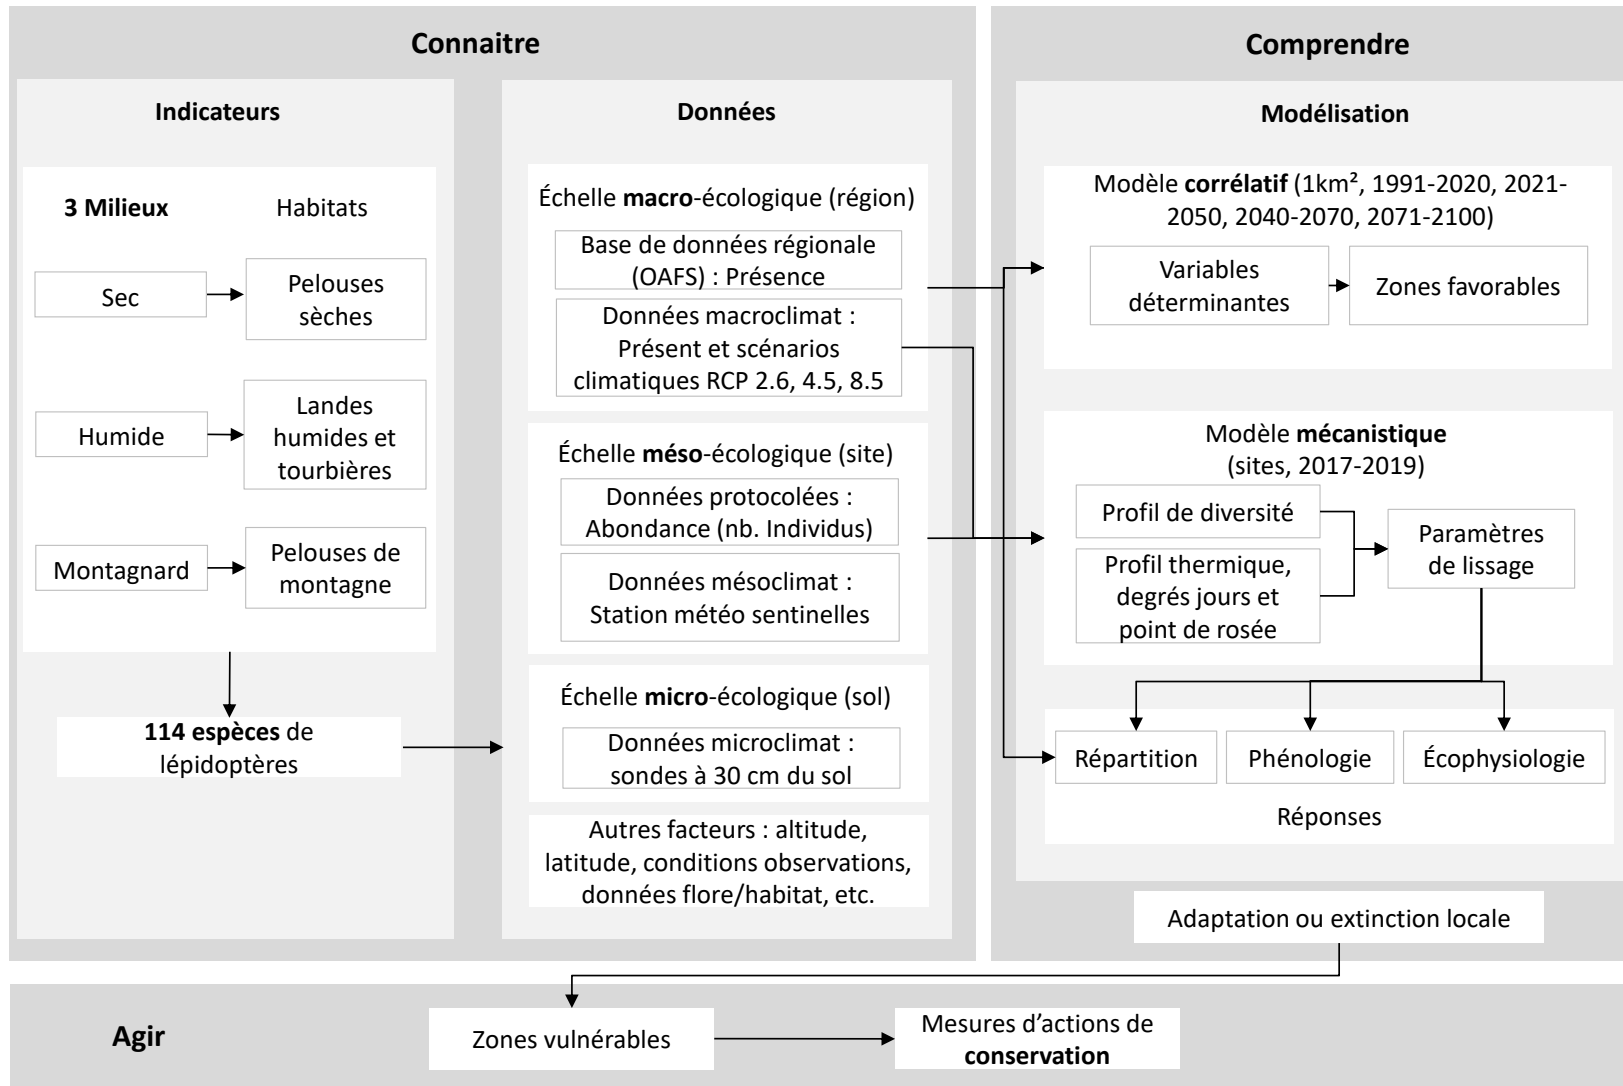 Connaitre
Indicateurs
3 Milieux
Habitats
Sec
Pelouses
sèches
Humide
Landes
humides et
tourbières
Montagnard
Pelouses de
montagne
114 espèces de
lépidoptères
Données
Échelle macro-écologique (région)
Base de données régionale
(OAFS) : Présence
Données macroclimat :
Présent et scénarios
climatiques RCP 2.6, 4.5, 8.5
Échelle méso-écologique (site)
Données protocolées :
Abondance (nb. Individus)
Données mésoclimat :
Station météo sentinelles
Échelle micro-écologique (sol)
Données microclimat :
sondes à 30 cm du sol
Autres facteurs : altitude,
latitude, conditions observations,
données flore/habitat, etc.
Comprendre
Modélisation
Modèle corrélatif (1km², 1991-2020, 2021-
2050, 2040-2070, 2071-2100)
Variables
déterminantes
Zones favorables
Modèle mécanistique
(sites, 2017-2019)
Profil de diversité
Profil thermique,
degrés jours et
point de rosée
Paramètres
de lissage
Répartition
Phénologie
Écophysiologie
Réponses
Adaptation ou extinction locale
Agir
Zones vulnérables
Mesures d’actions de
conservation